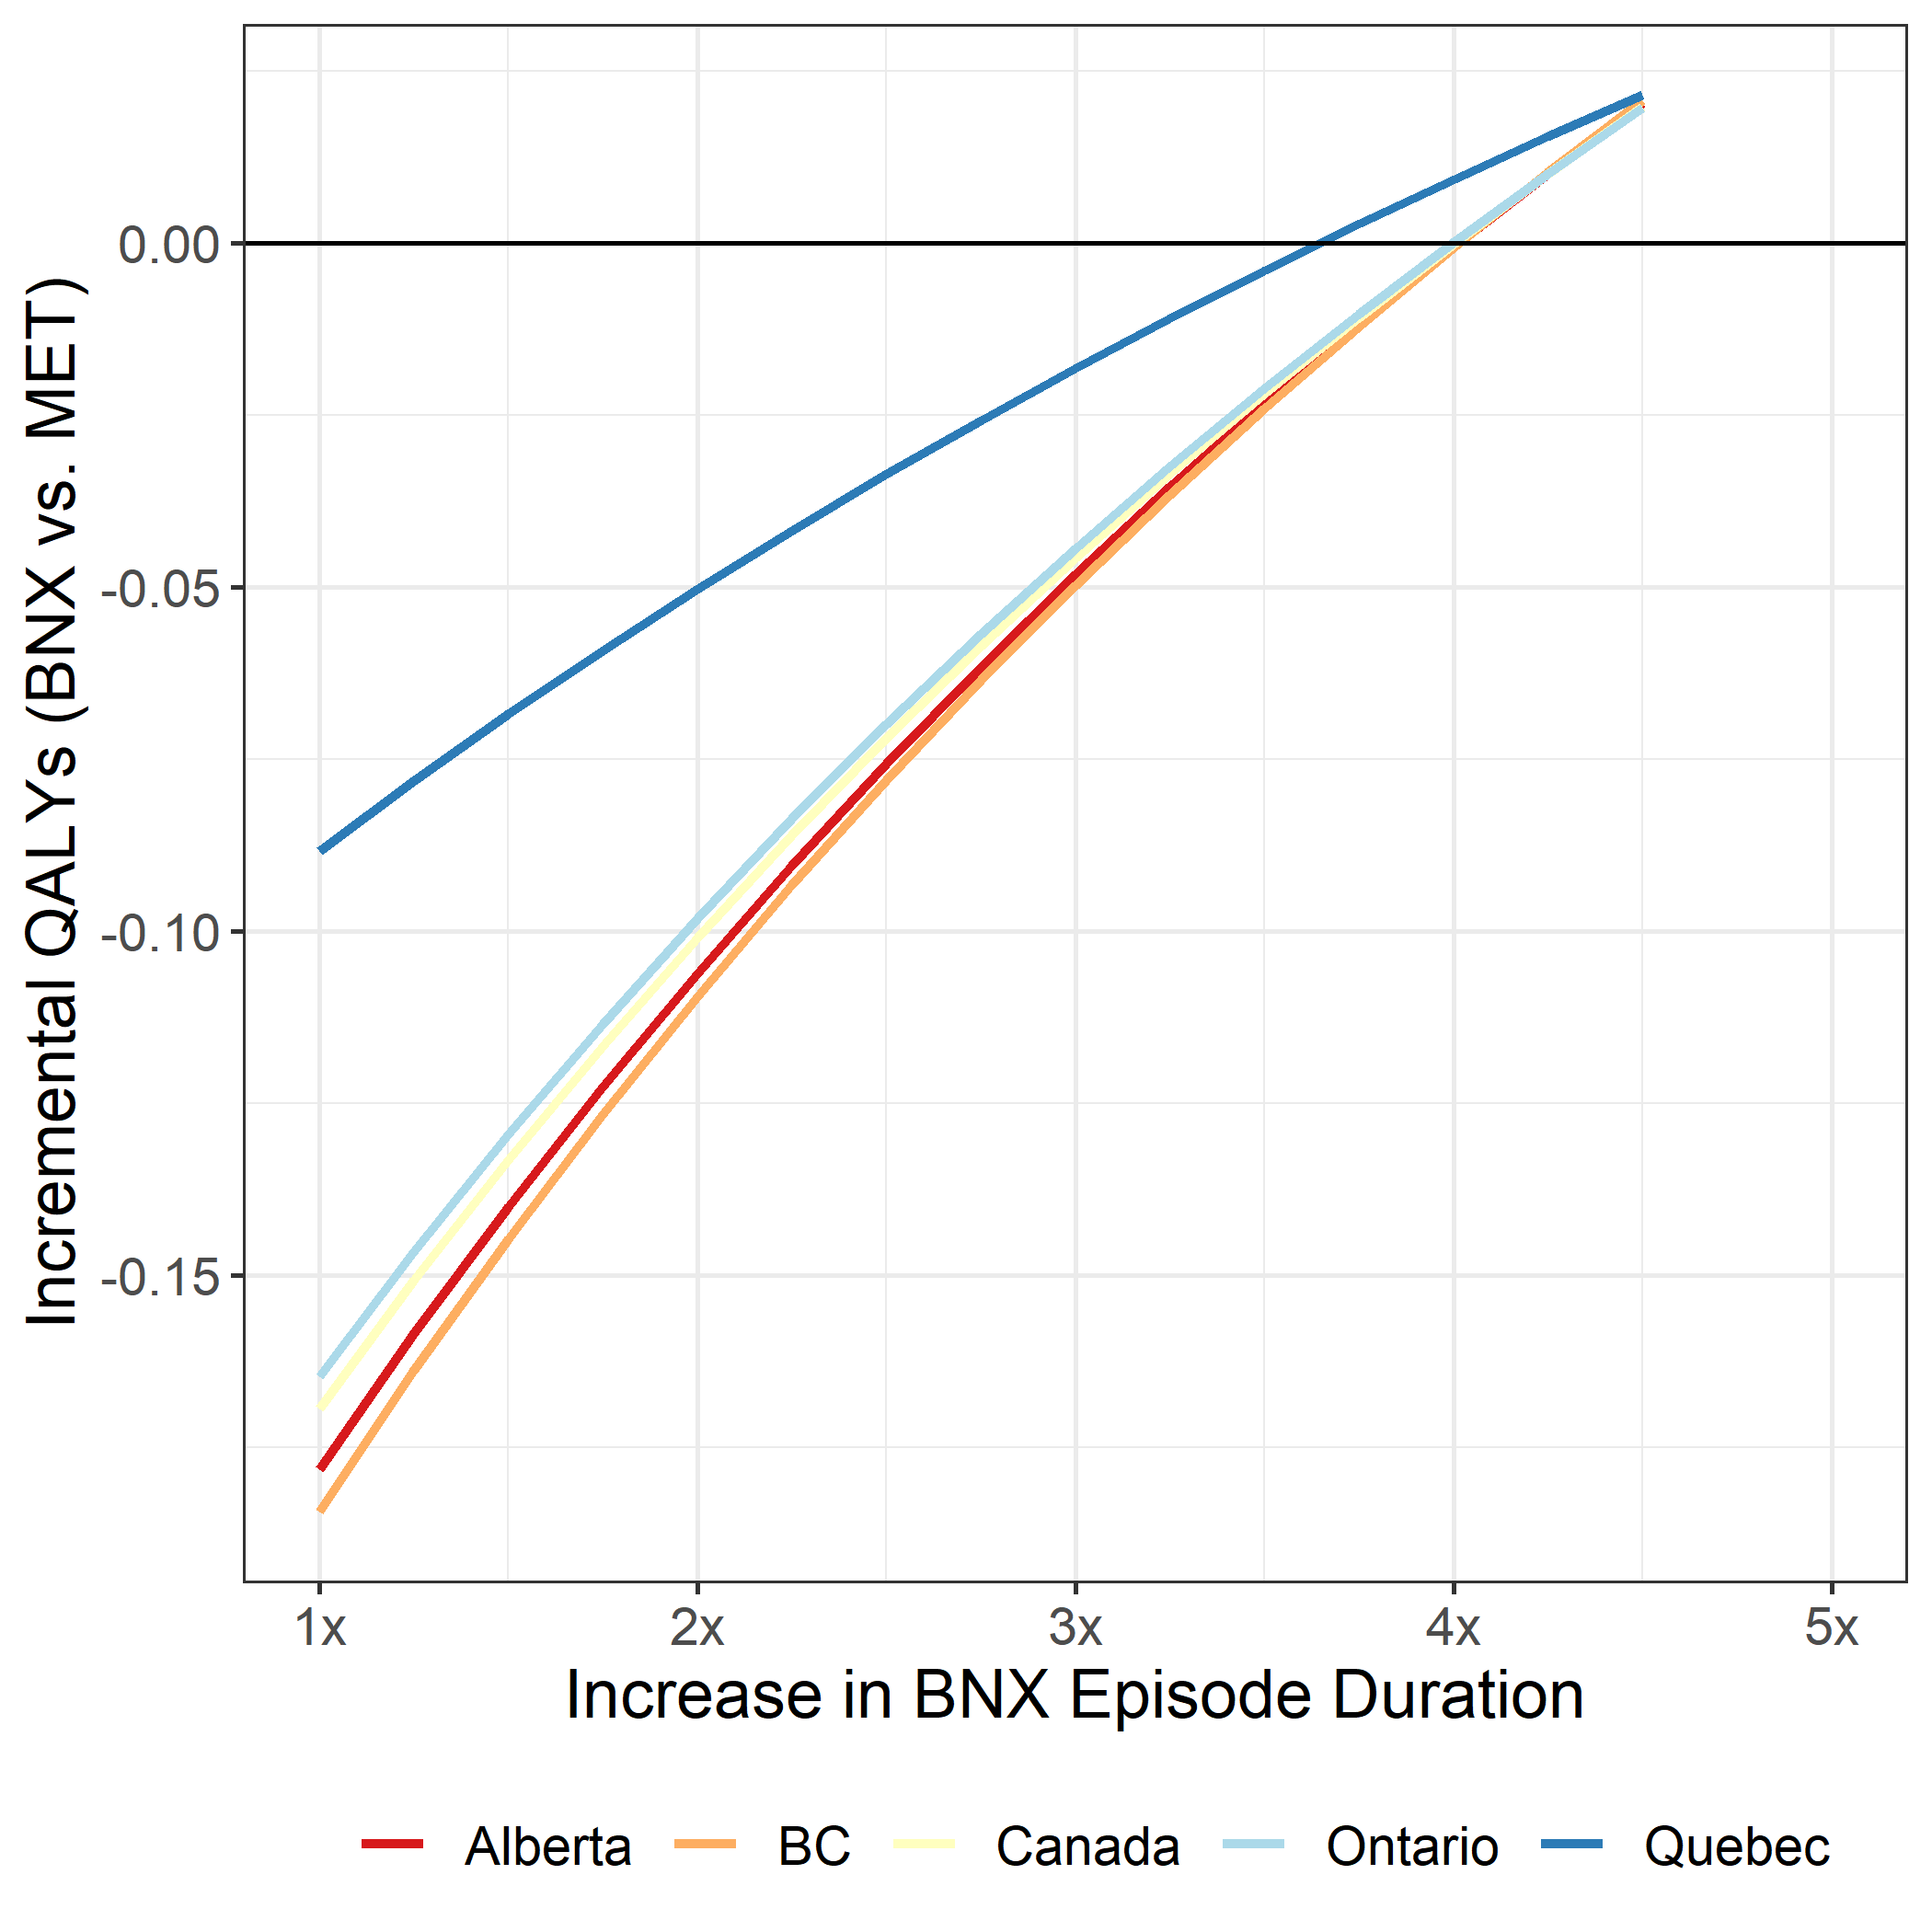 Incremental QALYs (BNX vs. MET)
0.00
-0.05
-0.10
-0.15
1x 2x 3x 4x 5x
Increase in BNX Episode Duration
Alberta BC Canada Ontario Quebec